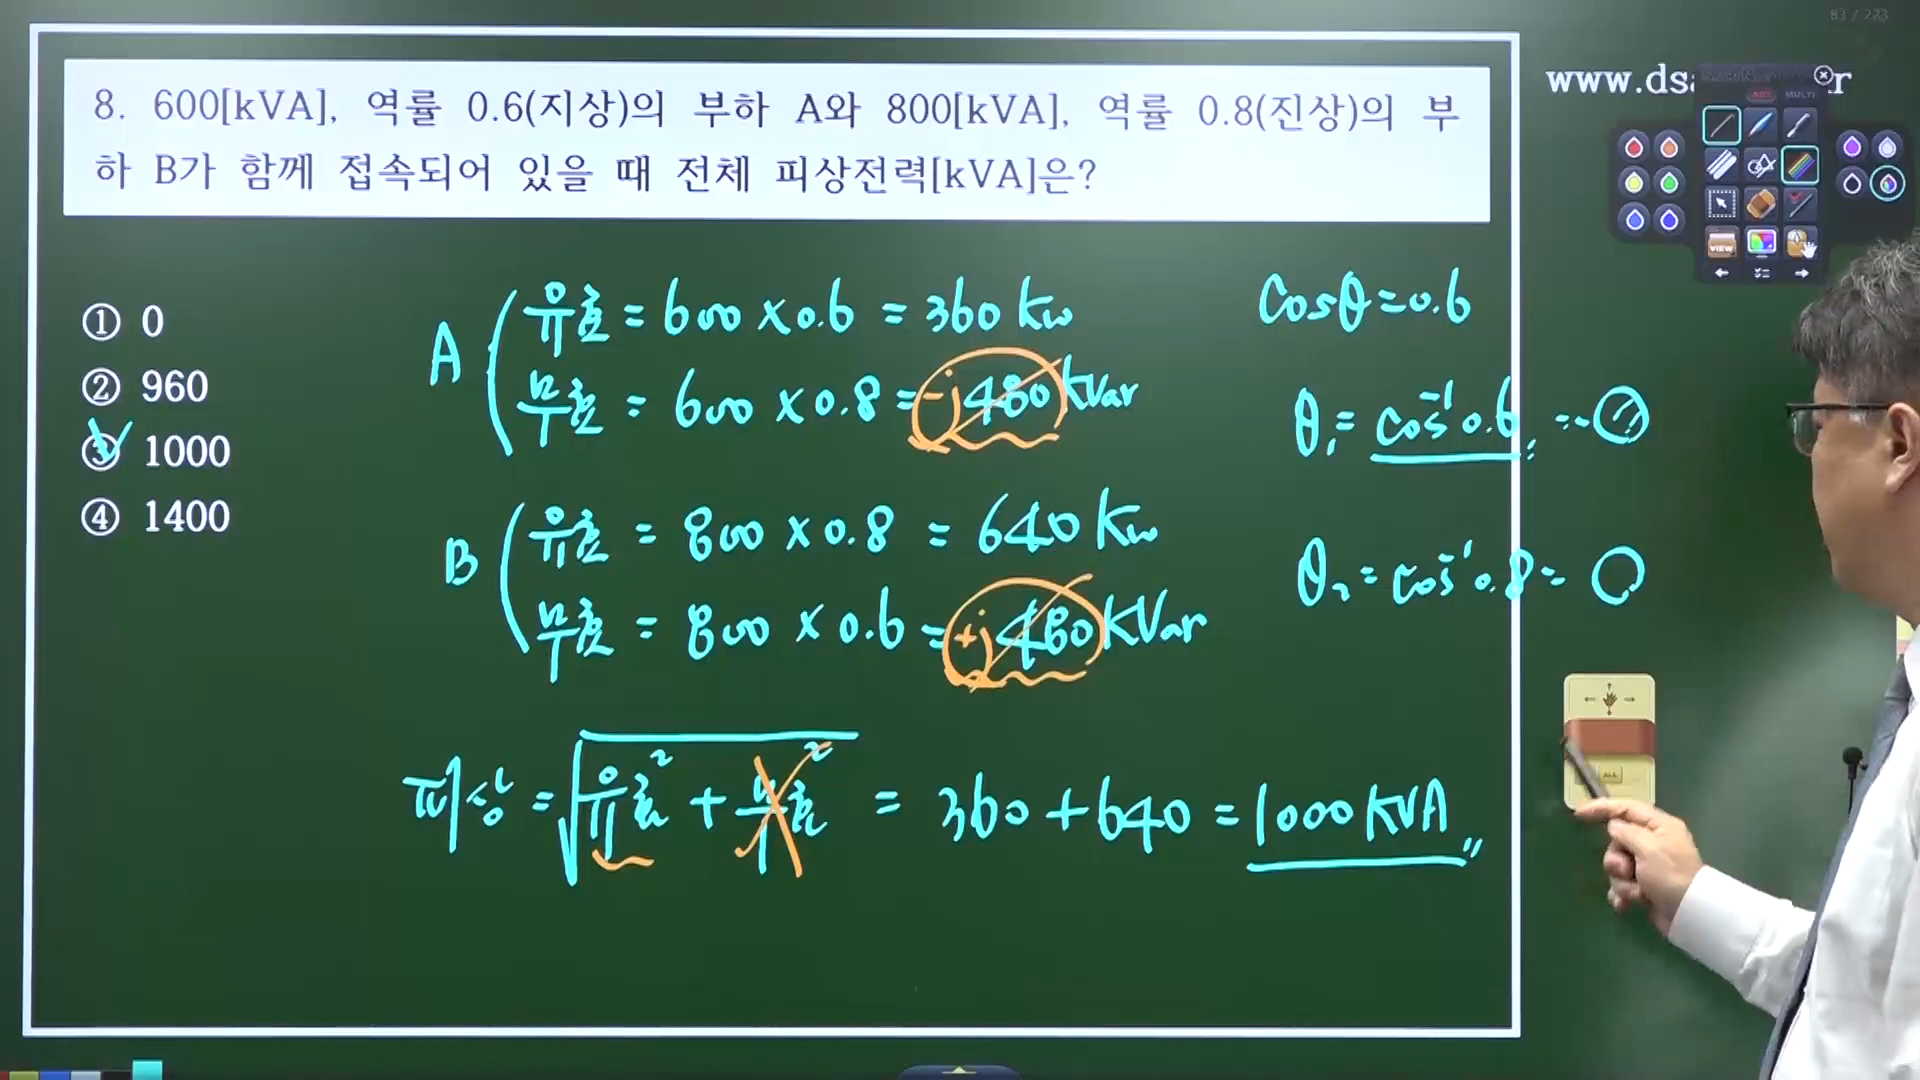 83 / 223
www.dsa
r
8. 600[kVA], 역률 0.6(지상)의 부하 A와 800[kVA], 역률 0.8(진상)의 부
하 B가 함께 접속되어 있을 때 전체 피상전력[kVA]은?
① 0
② 960
③ 1000
④ 1400
A
유효 = 600 × 0.6 = 360 Kw
무효 = 600 × 0.8 = -j480 KVar
B
유효 = 800 × 0.8 = 640 Kw
무효 = 800 × 0.6 = +j480 KVar
피상 = √유효² + 무효² = 360 + 640 = 1000 KVA
cosθ = 0.6
θ₁ = cos⁻¹ 0.6
θ₂ = cos⁻¹ 0.8 =
VIEW
ALL